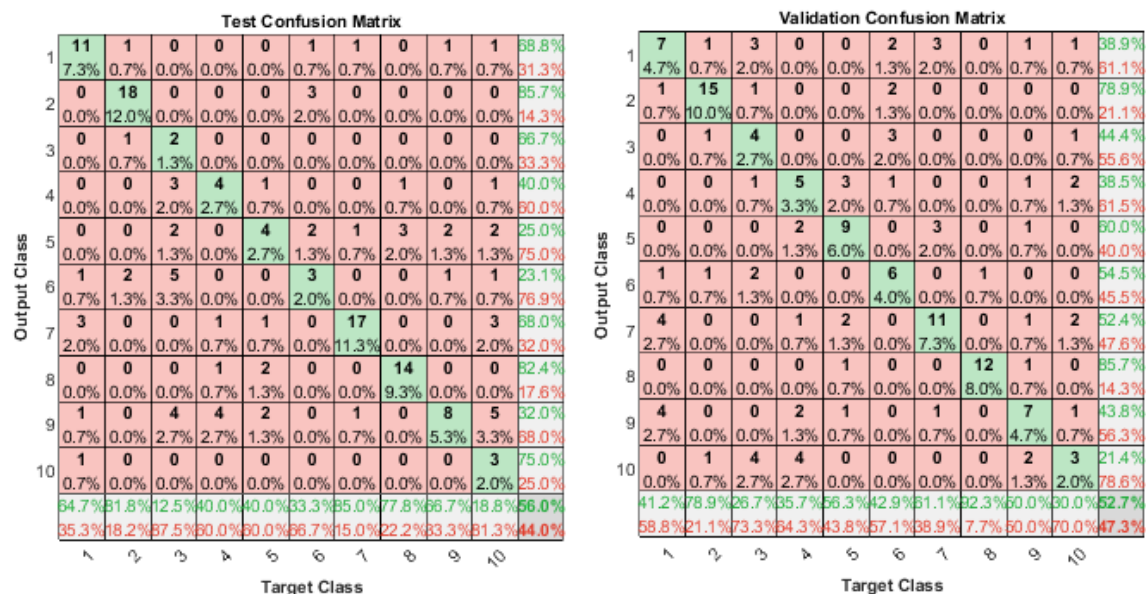 Test Confusion Matrix
Output Class
1 11 1 0 0 0 1 1 0 1 1 68.8%
7.3% 0.7% 0.0% 0.0% 0.0% 0.7% 0.7% 0.0% 0.7% 0.7% 31.3%
2 0 18 0 0 0 3 0 0 0 0 85.7%
0.0% 12.0% 0.0% 0.0% 0.0% 2.0% 0.0% 0.0% 0.0% 0.0% 14.3%
3 0 1 2 0 0 0 0 0 0 0 66.7%
0.0% 0.7% 1.3% 0.0% 0.0% 0.0% 0.0% 0.0% 0.0% 0.0% 33.3%
4 0 0 3 4 1 0 0 1 0 1 40.0%
0.0% 0.0% 2.0% 2.7% 0.7% 0.0% 0.0% 0.7% 0.0% 0.7% 60.0%
5 0 0 2 0 4 2 1 3 2 2 25.0%
0.0% 0.0% 1.3% 0.0% 2.7% 1.3% 0.7% 2.0% 1.3% 1.3% 75.0%
6 1 2 5 0 0 3 0 0 1 1 23.1%
0.7% 1.3% 3.3% 0.0% 0.0% 2.0% 0.0% 0.0% 0.7% 0.7% 76.9%
7 3 0 0 1 1 0 17 0 0 3 68.0%
2.0% 0.0% 0.0% 0.7% 0.7% 0.0% 11.3% 0.0% 0.0% 2.0% 32.0%
8 0 0 0 1 2 0 0 14 0 0 82.4%
0.0% 0.0% 0.0% 0.7% 1.3% 0.0% 0.0% 9.3% 0.0% 0.0% 17.6%
9 1 0 4 4 2 0 1 0 8 5 32.0%
0.7% 0.0% 2.7% 2.7% 1.3% 0.0% 0.7% 0.0% 5.3% 3.3% 68.0%
10 1 0 0 0 0 0 0 0 0 3 75.0%
0.7% 0.0% 0.0% 0.0% 0.0% 0.0% 0.0% 0.0% 0.0% 2.0% 25.0%
64.7% 81.8% 12.5% 40.0% 40.0% 33.3% 85.0% 77.8% 66.7% 18.8% 56.0%
35.3% 18.2% 87.5% 60.0% 60.0% 66.7% 15.0% 22.2% 33.3% 81.3% 44.0%
1 2 3 4 5 6 7 8 9 10
Target Class
Validation Confusion Matrix
Output Class
1 7 1 3 0 0 2 3 0 1 1 38.9%
4.7% 0.7% 2.0% 0.0% 0.0% 1.3% 2.0% 0.0% 0.7% 0.7% 61.1%
2 1 15 1 0 0 2 0 0 0 0 78.9%
0.7% 10.0% 0.7% 0.0% 0.0% 1.3% 0.0% 0.0% 0.0% 0.0% 21.1%
3 0 1 4 0 0 3 0 0 0 1 44.4%
0.0% 0.7% 2.7% 0.0% 0.0% 2.0% 0.0% 0.0% 0.0% 0.7% 55.6%
4 0 0 1 5 3 1 0 0 1 2 38.5%
0.0% 0.0% 0.7% 3.3% 2.0% 0.7% 0.0% 0.0% 0.7% 1.3% 61.5%
5 0 0 0 2 9 0 3 0 1 0 60.0%
0.0% 0.0% 0.0% 1.3% 6.0% 0.0% 2.0% 0.0% 0.7% 0.0% 40.0%
6 1 1 2 0 0 6 0 1 0 0 54.5%
0.7% 0.7% 1.3% 0.0% 0.0% 4.0% 0.0% 0.7% 0.0% 0.0% 45.5%
7 4 0 0 1 2 0 11 0 1 2 52.4%
2.7% 0.0% 0.0% 0.7% 1.3% 0.0% 7.3% 0.0% 0.7% 1.3% 47.6%
8 0 0 0 0 1 0 0 12 1 0 85.7%
0.0% 0.0% 0.0% 0.0% 0.7% 0.0% 0.0% 8.0% 0.7% 0.0% 14.3%
9 4 0 0 2 1 0 1 0 7 1 43.8%
2.7% 0.0% 0.0% 1.3% 0.7% 0.0% 0.7% 0.0% 4.7% 0.7% 56.3%
10 0 1 4 4 0 0 0 0 2 3 21.4%
0.0% 0.7% 2.7% 2.7% 0.0% 0.0% 0.0% 0.0% 1.3% 2.0% 78.6%
41.2% 78.9% 26.7% 35.7% 56.3% 42.9% 61.1% 92.3% 50.0% 30.0% 52.7%
58.8% 21.1% 73.3% 64.3% 43.8% 57.1% 38.9% 7.7% 50.0% 70.0% 47.3%
1 2 3 4 5 6 7 8 9 10
Target Class